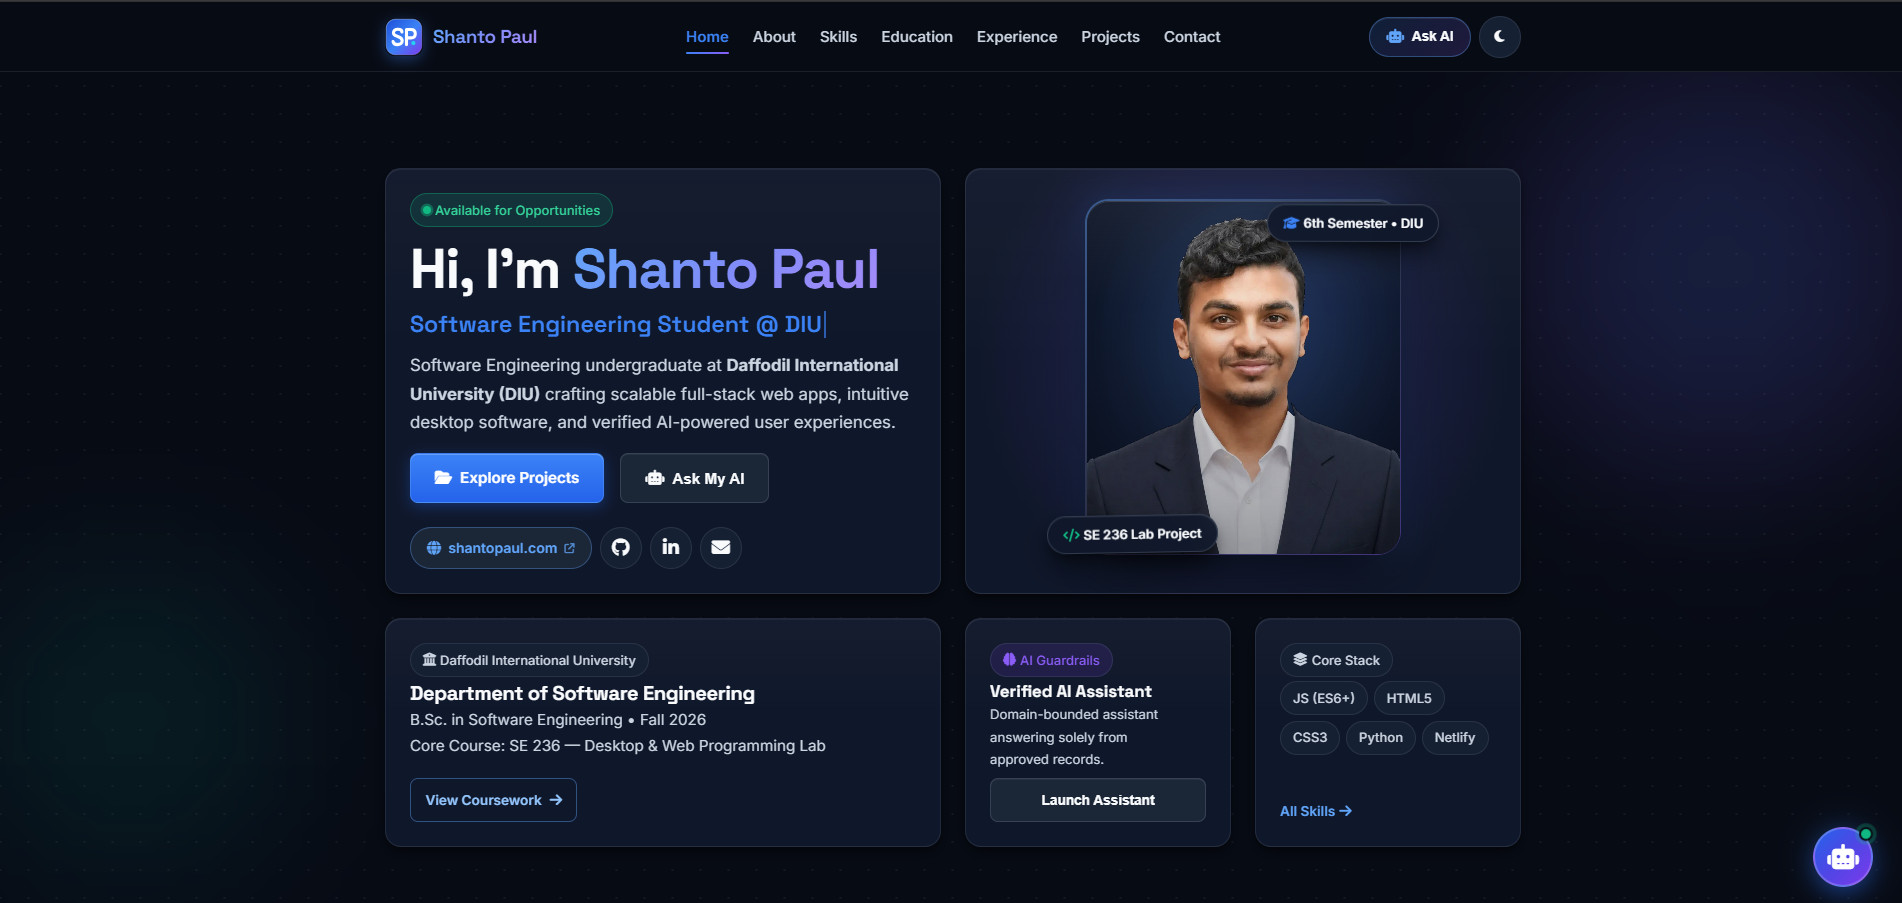 SP Shanto Paul
Home About Skills Education Experience Projects Contact
Ask AI
Available for Opportunities
Hi, I'm Shanto Paul
Software Engineering Student @ DIU
Software Engineering undergraduate at Daffodil International
University (DIU) crafting scalable full-stack web apps, intuitive
desktop software, and verified AI-powered user experiences.
Explore Projects
Ask My AI
shantopaul.com
in
6th Semester • DIU
</> SE 236 Lab Project
Daffodil International University
Department of Software Engineering
B.Sc. in Software Engineering • Fall 2026
Core Course: SE 236 — Desktop & Web Programming Lab
View Coursework →
AI Guardrails
Verified AI Assistant
Domain-bounded assistant
answering solely from
approved records.
Launch Assistant
Core Stack
JS (ES6+) HTML5
CSS3 Python Netlify
All Skills →